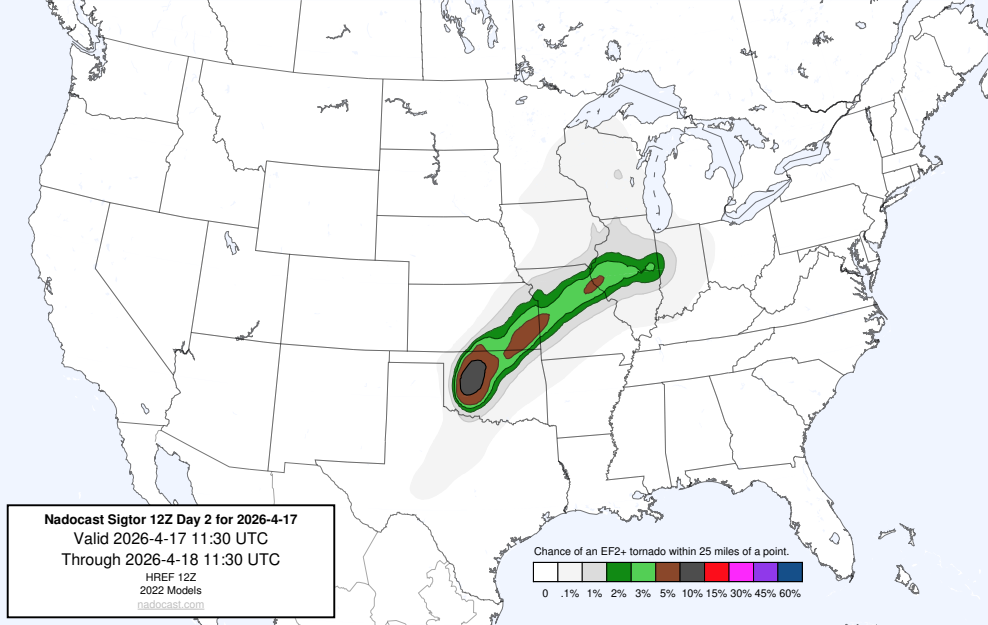 Nadocast Sigtor 12Z Day 2 for 2026-4-17
Valid 2026-4-17 11:30 UTC
Through 2026-4-18 11:30 UTC
HREF 12Z
2022 Models
nadocast.com
Chance of an EF2+ tornado within 25 miles of a point.
0 .1% 1% 2% 3% 5% 10% 15% 30% 45% 60%